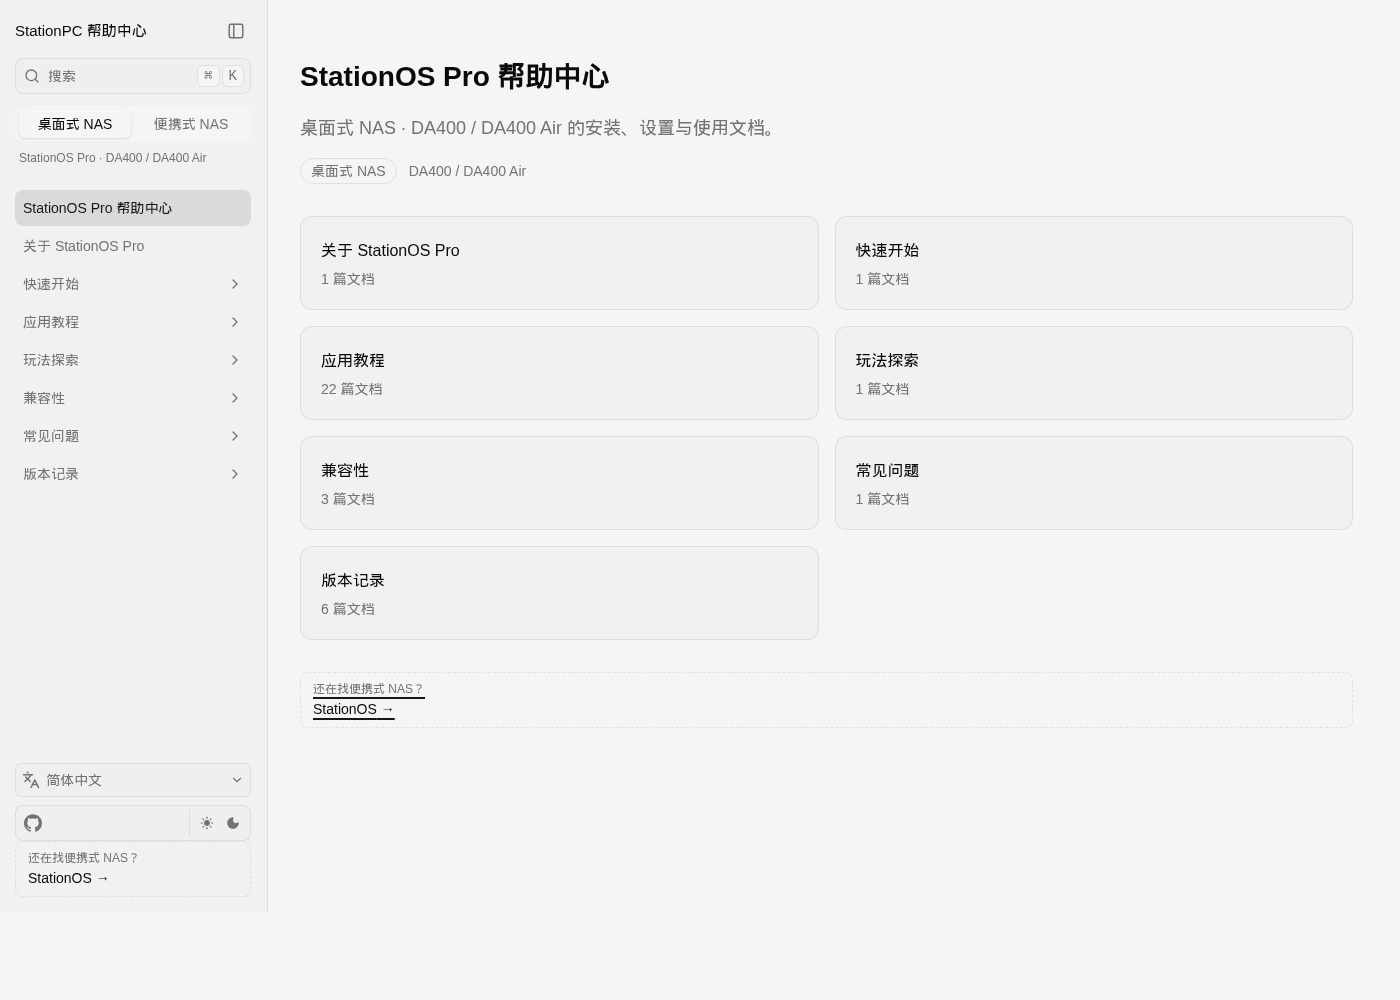 StationPC 帮助中心
搜索 ⌘ K
桌面式 NAS 便携式 NAS
StationOS Pro · DA400 / DA400 Air
StationOS Pro 帮助中心
关于 StationOS Pro
快速开始
应用教程
玩法探索
兼容性
常见问题
版本记录
简体中文
还在找便携式 NAS？
StationOS →
StationOS Pro 帮助中心
桌面式 NAS · DA400 / DA400 Air 的安装、设置与使用文档。
桌面式 NAS DA400 / DA400 Air
关于 StationOS Pro
1 篇文档
快速开始
1 篇文档
应用教程
22 篇文档
玩法探索
1 篇文档
兼容性
3 篇文档
常见问题
1 篇文档
版本记录
6 篇文档
还在找便携式 NAS？
StationOS →